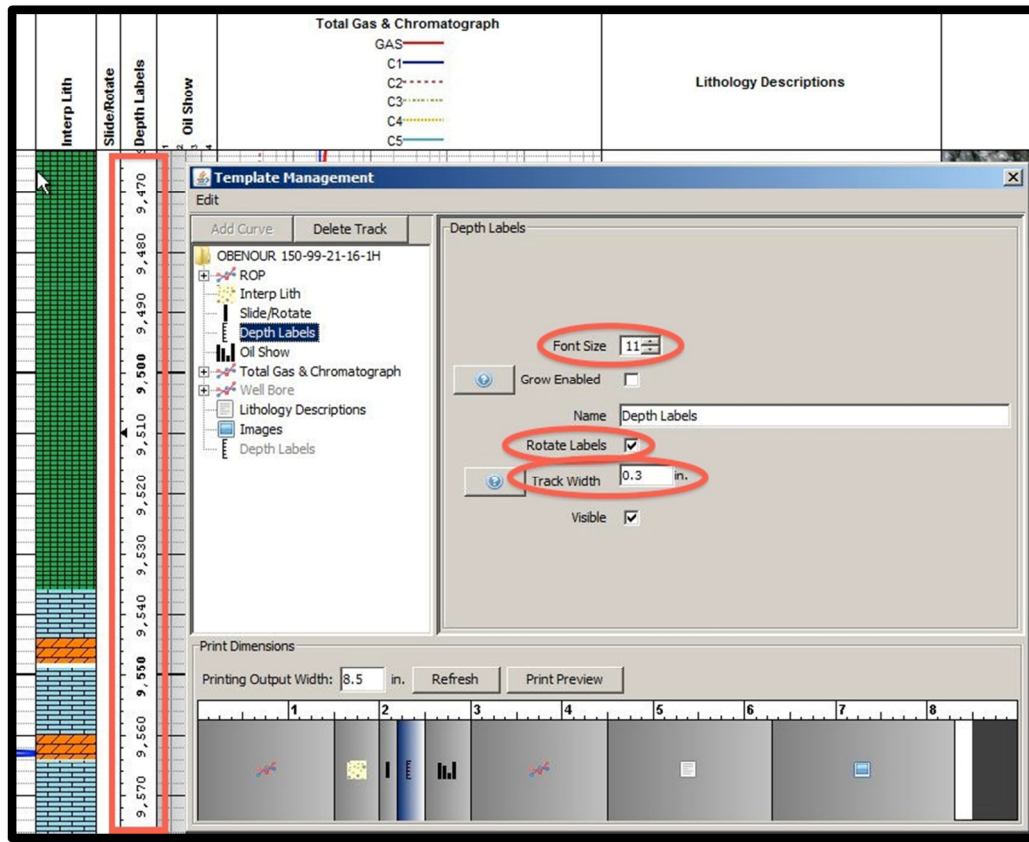 Total Gas & Chromatograph
GAS
C1
C2
C3
C4
C5
Interp Lith
Slide/Rotate
Depth Labels
Oil Show
1 2 3 4
Lithology Descriptions
9,470
9,480
9,490
9,500
9,510
9,520
9,530
9,540
9,550
9,560
9,570
Template Management
Edit
Add Curve Delete Track
OBENOUR 150-99-21-16-1H
ROP
Interp Lith
Slide/Rotate
Depth Labels
Oil Show
Total Gas & Chromatograph
Well Bore
Lithology Descriptions
Images
Depth Labels
Depth Labels
Font Size 11
Grow Enabled
Name Depth Labels
Rotate Labels
Track Width 0.3 in.
Visible
Print Dimensions
Printing Output Width: 8.5 in. Refresh Print Preview
1 2 3 4 5 6 7 8